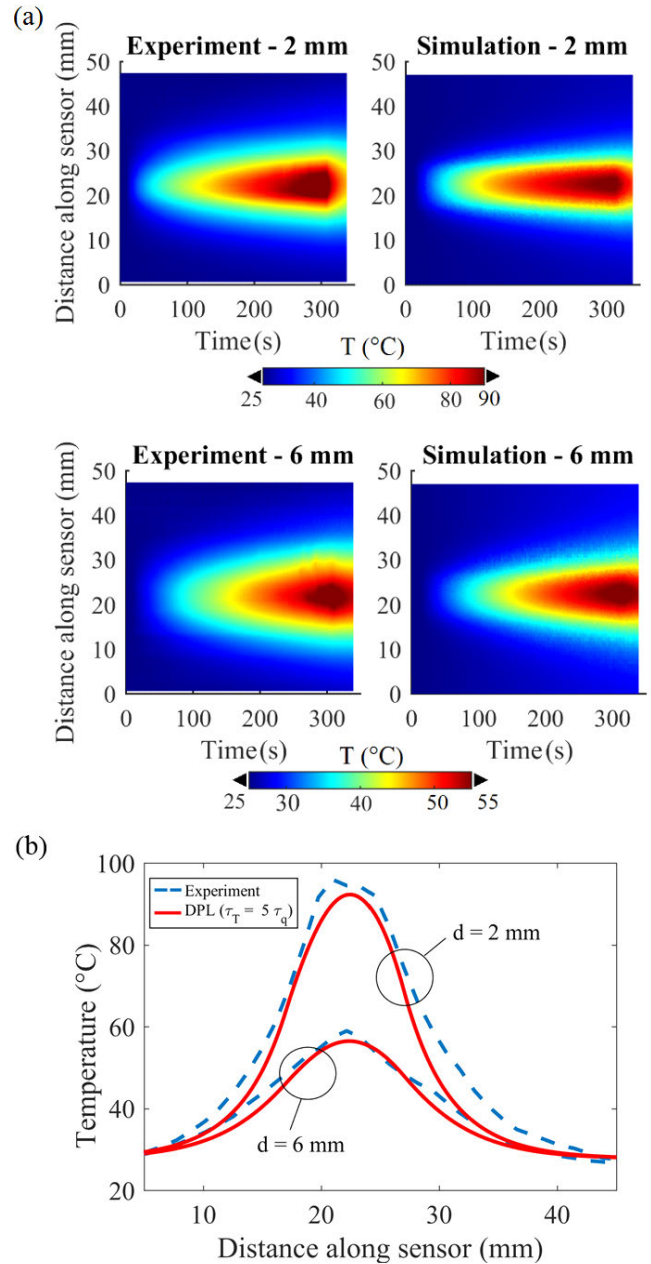 (a)
Experiment - 2 mm
Simulation - 2 mm
Distance along sensor (mm)
50
40
30
20
10
0
50
40
30
20
10
0
0 100 200 300
0 100 200 300
Time(s)
Time(s)
T (°C)
25 40 60 80 90
Experiment - 6 mm
Simulation - 6 mm
Distance along sensor (mm)
50
40
30
20
10
0
50
40
30
20
10
0
0 100 200 300
0 100 200 300
Time(s)
Time(s)
T (°C)
25 30 40 50 55
(b)
Temperature (°C)
100
80
60
40
20
Experiment
DPL (τ_T = 5 τ_q)
d = 2 mm
d = 6 mm
10 20 30 40
Distance along sensor (mm)